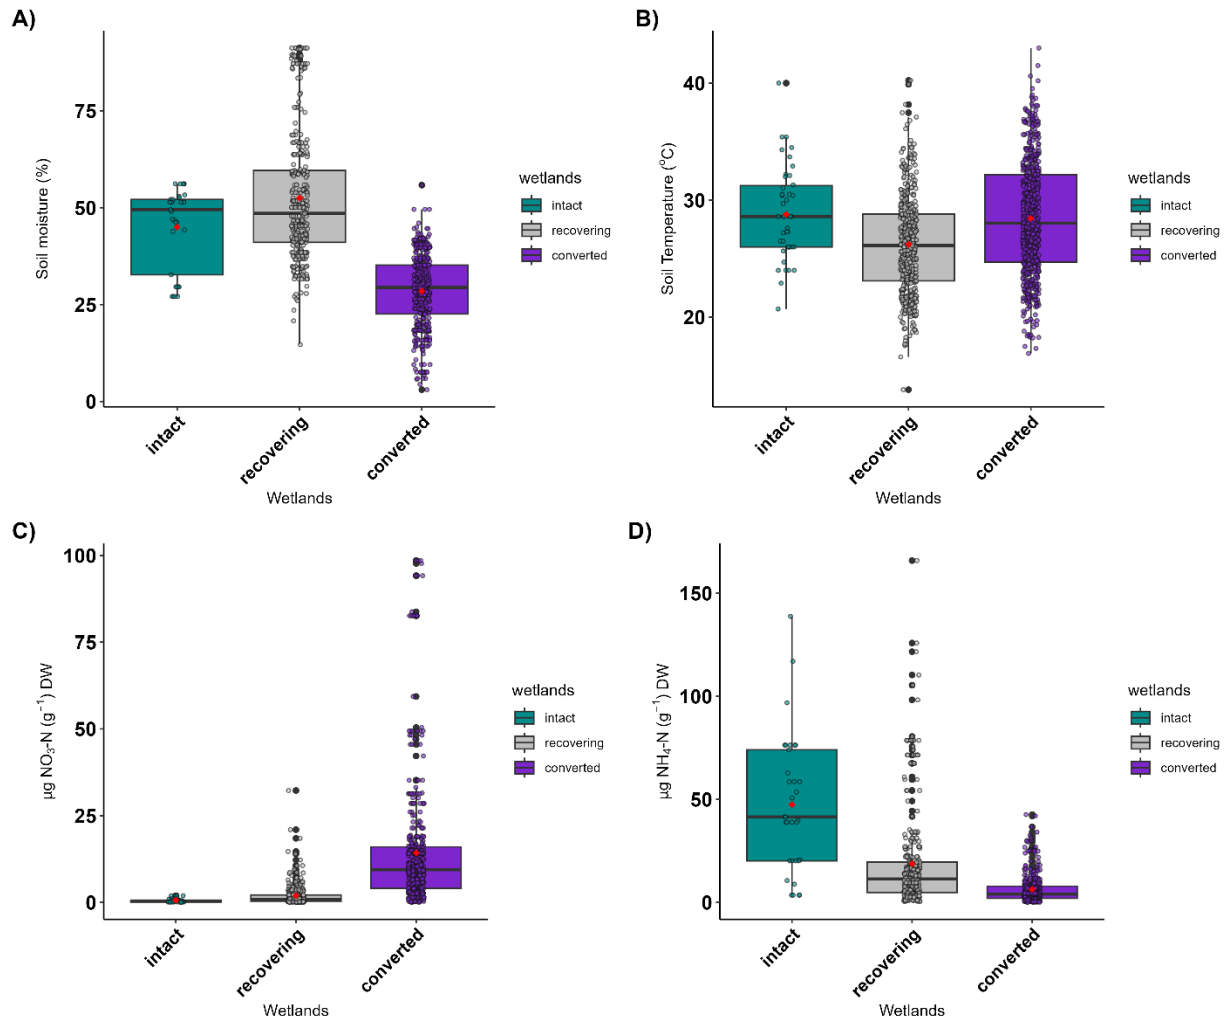 A)
Soil moisture (%)
75
50
25
0
intact
recovering
converted
Wetlands
wetlands
intact
recovering
converted
B)
Soil Temperature (°C)
40
30
20
intact
recovering
converted
Wetlands
wetlands
intact
recovering
converted
C)
µg NO₃-N (g⁻¹) DW
100
75
50
25
0
intact
recovering
converted
Wetlands
wetlands
intact
recovering
converted
D)
µg NH₄-N (g⁻¹) DW
150
100
50
0
intact
recovering
converted
Wetlands
wetlands
intact
recovering
converted